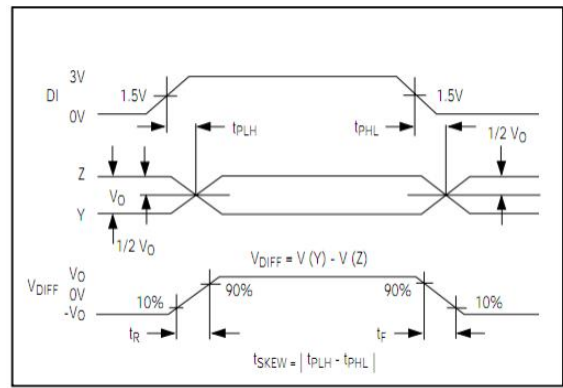 3V
DI
1.5V
1.5V
0V
tPLH
tPHL
1/2 VO
Z
VO
Y
1/2 VO
VDIFF = V (Y) - V (Z)
VO
VDIFF
0V
-VO
10%
90%
90%
10%
tR
tF
tSKEW = | tPLH - tPHL |